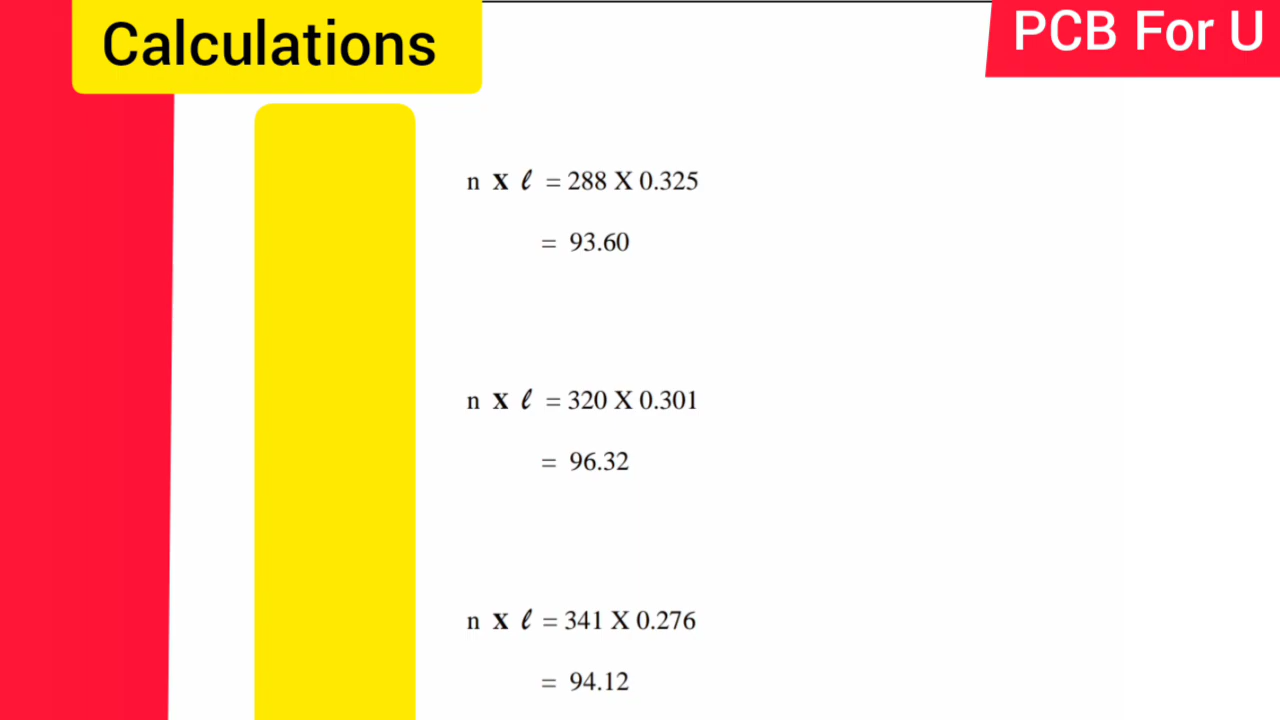 Calculations
PCB For U
n x ℓ = 288 X 0.325
= 93.60
n x ℓ = 320 X 0.301
= 96.32
n x ℓ = 341 X 0.276
= 94.12